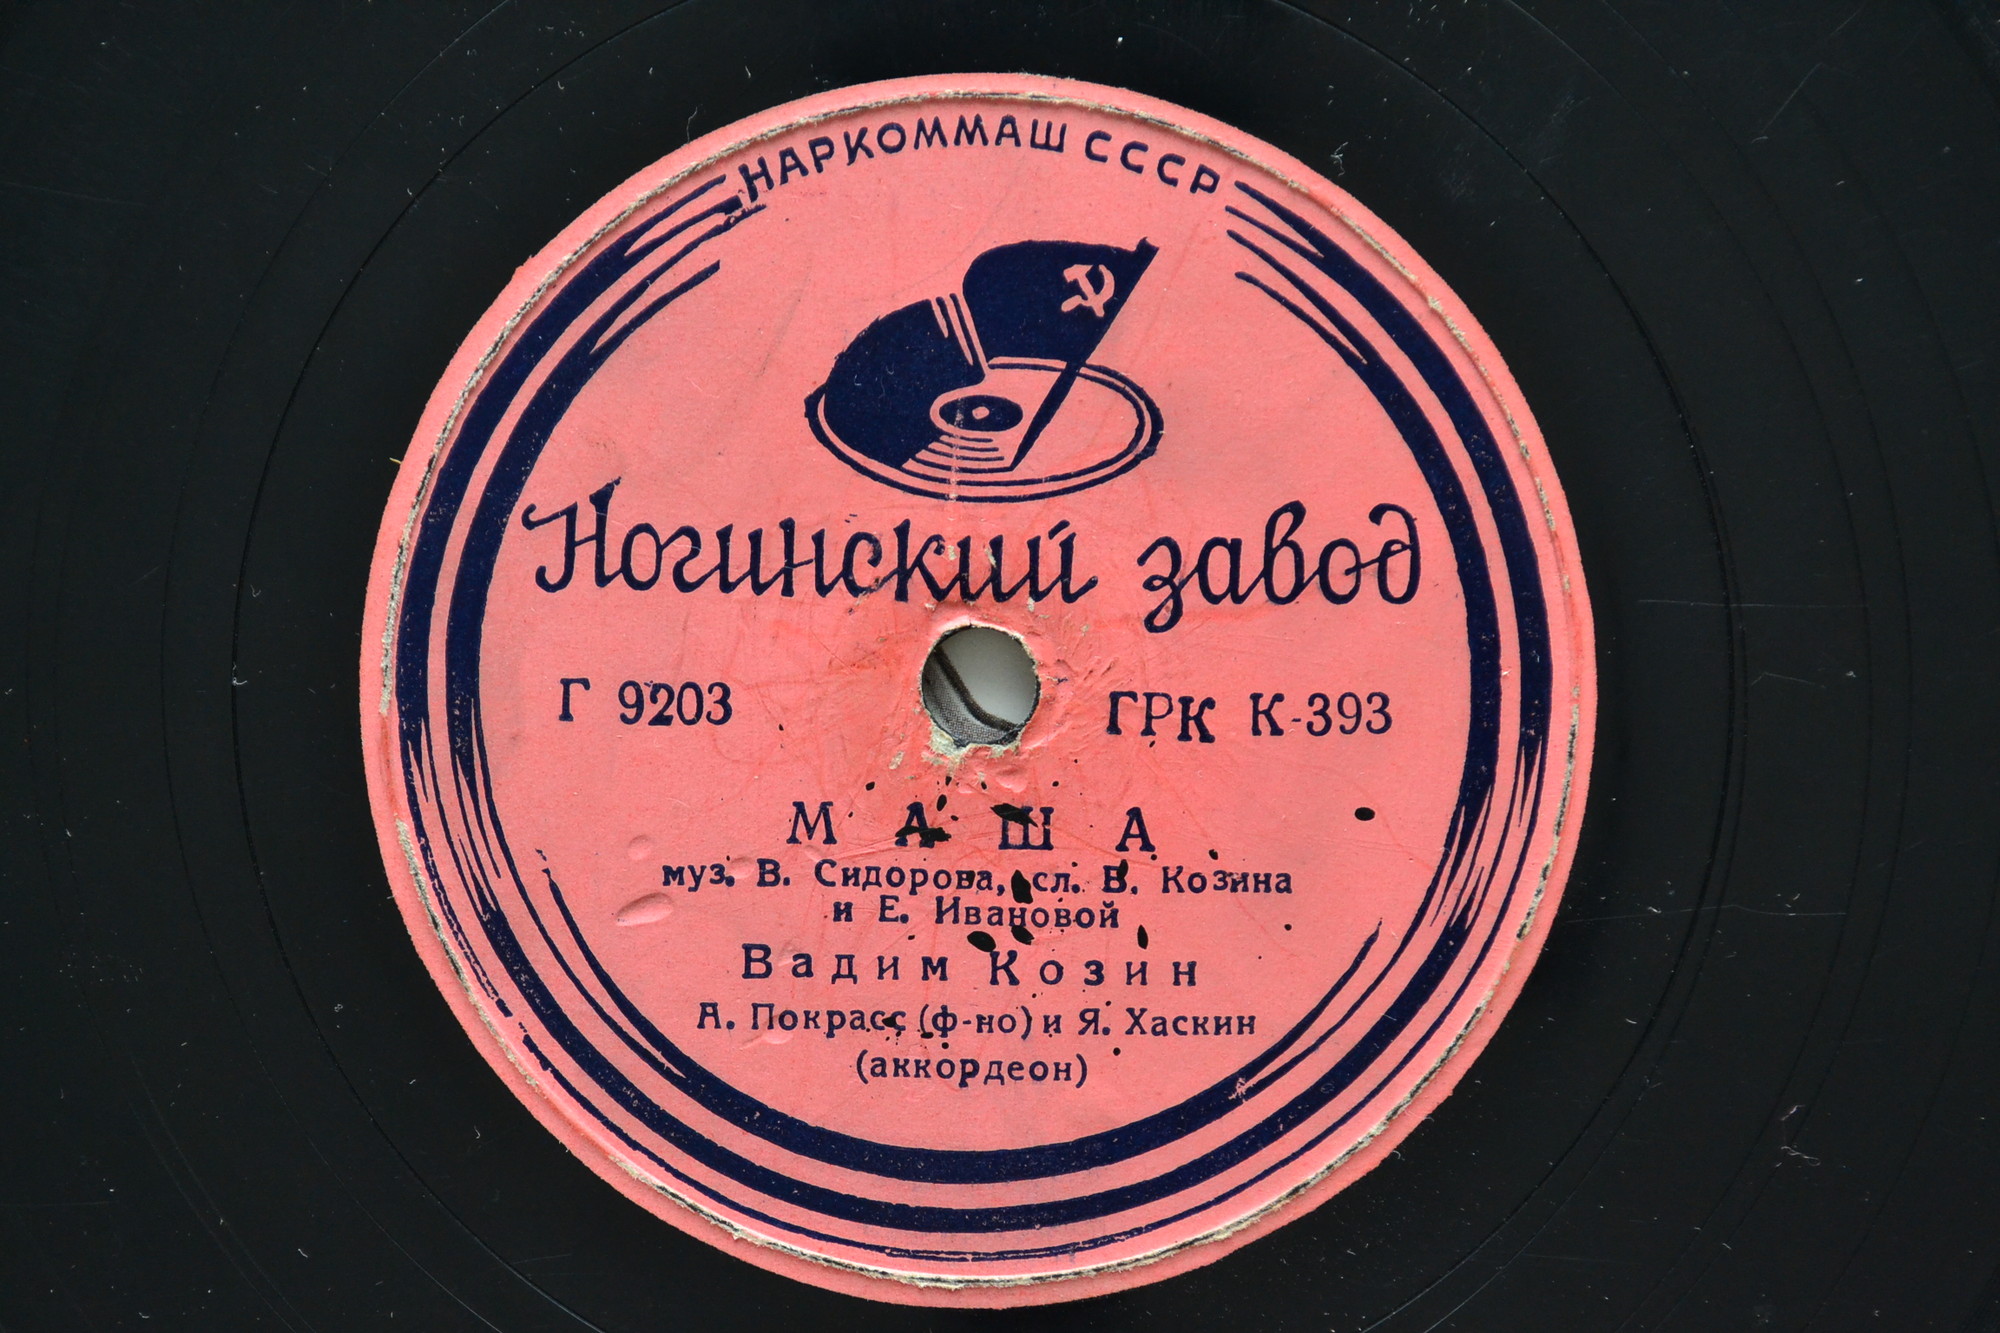 НАРКОММАШ СССР
Ногинский завод
Г 9203 ГРК К-393
МАША
муз. В. Сидорова, сл. В. Козина
и Е. Ивановой
Вадим Козин
А. Покрасс (ф-но) и Я. Хаскин
(аккордеон)